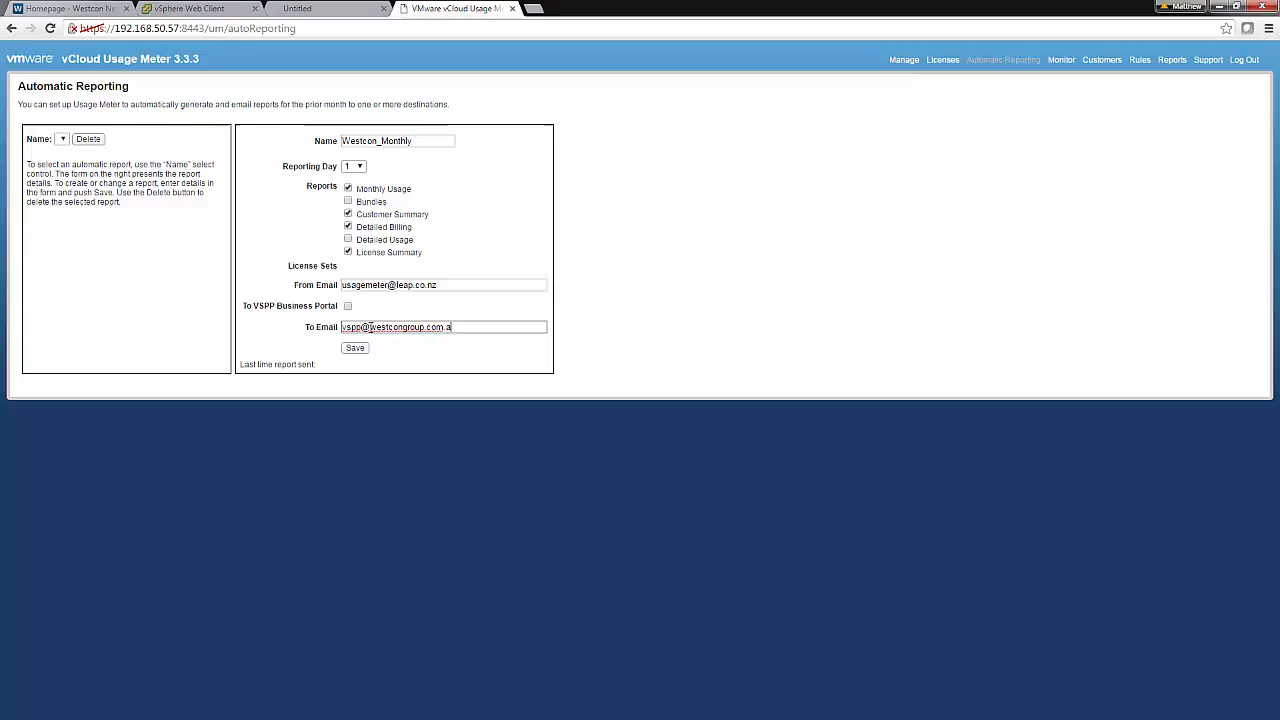 Homepage - Westcon Ne
vSphere Web Client
Untitled
VMware vCloud Usage M
Matthew
https://192.168.50.57:8443/um/autoReporting
vmware vCloud Usage Meter 3.3.3
Manage Licenses Automatic Reporting Monitor Customers Rules Reports Support Log Out
Automatic Reporting
You can set up Usage Meter to automatically generate and email reports for the prior month to one or more destinations.
Name: Delete
To select an automatic report, use the "Name" select
control. The form on the right presents the report
details. To create or change a report, enter details in
the form and push Save. Use the Delete button to
delete the selected report.
Name Westcon_Monthly
Reporting Day 1
Reports Monthly Usage
Bundles
Customer Summary
Detailed Billing
Detailed Usage
License Summary
License Sets
From Email usagemeter@leap.co.nz
To VSPP Business Portal
To Email vspp@westcongroup.com.a
Save
Last time report sent: